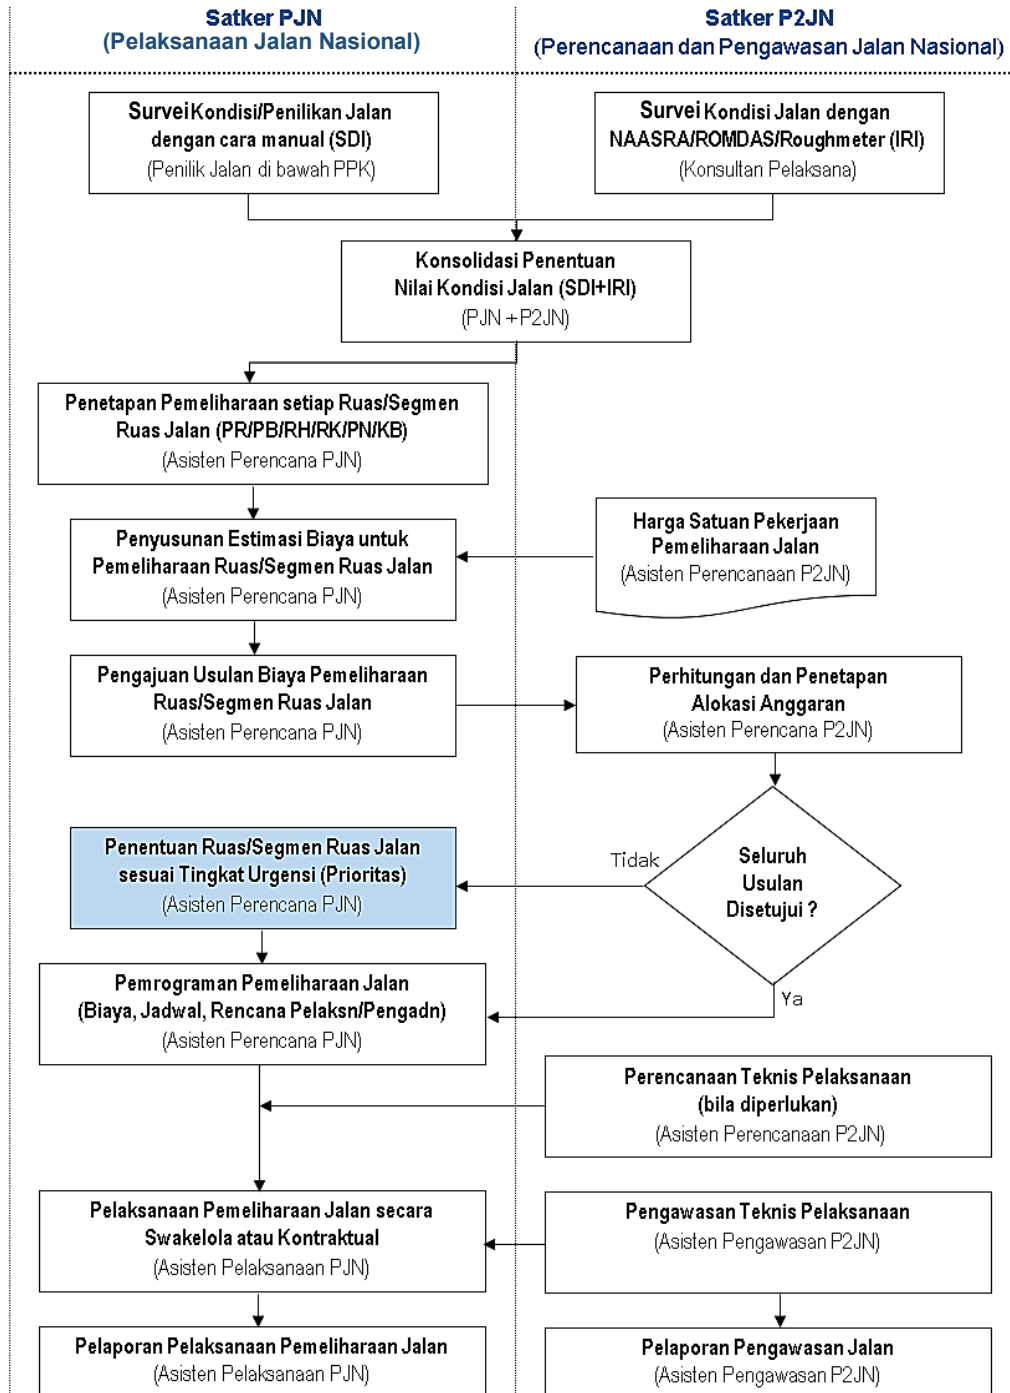 Satker PJN
(Pelaksanaan Jalan Nasional)
Satker P2JN
(Perencanaan dan Pengawasan Jalan Nasional)
Survei Kondisi/Penilikan Jalan
dengan cara manual (SDI)
(Penilik Jalan di bawah PPK)
Survei Kondisi Jalan dengan
NAASRA/ROMDAS/Roughmeter (IRI)
(Konsultan Pelaksana)
Konsolidasi Penentuan
Nilai Kondisi Jalan (SDI+IRI)
(PJN + P2JN)
Penetapan Pemeliharaan setiap Ruas/Segmen
Ruas Jalan (PR/PB/RH/RK/PN/KB)
(Asisten Perencana PJN)
Penyusunan Estimasi Biaya untuk
Pemeliharaan Ruas/Segmen Ruas Jalan
(Asisten Perencana PJN)
Harga Satuan Pekerjaan
Pemeliharaan Jalan
(Asisten Perencanaan P2JN)
Pengajuan Usulan Biaya Pemeliharaan
Ruas/Segmen Ruas Jalan
(Asisten Perencana PJN)
Perhitungan dan Penetapan
Alokasi Anggaran
(Asisten Perencana P2JN)
Penentuan Ruas/Segmen Ruas Jalan
sesuai Tingkat Urgensi (Prioritas)
(Asisten Perencana PJN)
Tidak
Seluruh
Usulan
Disetujui ?
Ya
Pemrograman Pemeliharaan Jalan
(Biaya, Jadwal, Rencana Pelaksn/Pengadn)
(Asisten Perencana PJN)
Perencanaan Teknis Pelaksanaan
(bila diperlukan)
(Asisten Perencanaan P2JN)
Pelaksanaan Pemeliharaan Jalan secara
Swakelola atau Kontraktual
(Asisten Pelaksanaan PJN)
Pengawasan Teknis Pelaksanaan
(Asisten Pengawasan P2JN)
Pelaporan Pelaksanaan Pemeliharaan Jalan
(Asisten Pelaksanaan PJN)
Pelaporan Pengawasan Jalan
(Asisten Pengawasan P2JN)